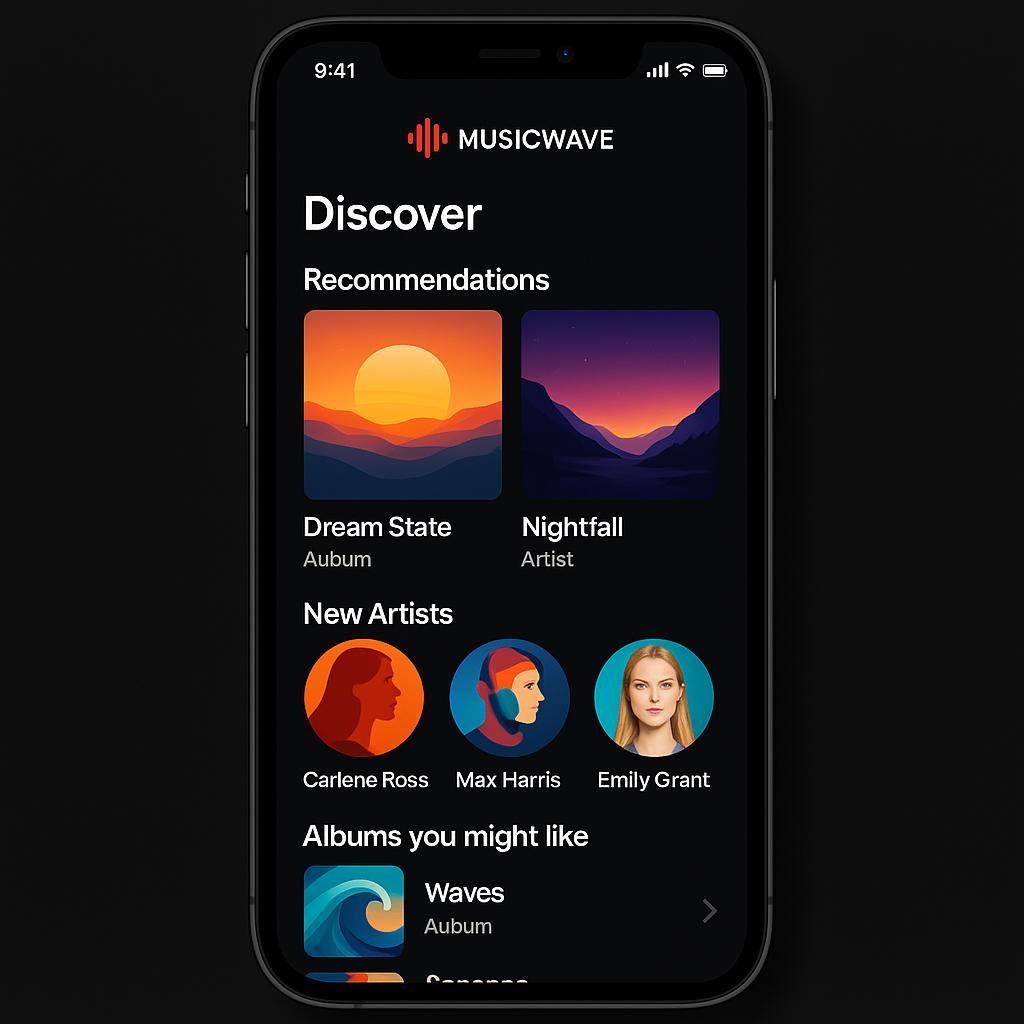 9:41
MUSICWAVE
Discover
Recommendations
Dream State
Aubum
Nightfall
Artist
New Artists
Carlene Ross
Max Harris
Emily Grant
Albums you might like
Waves
Aubum